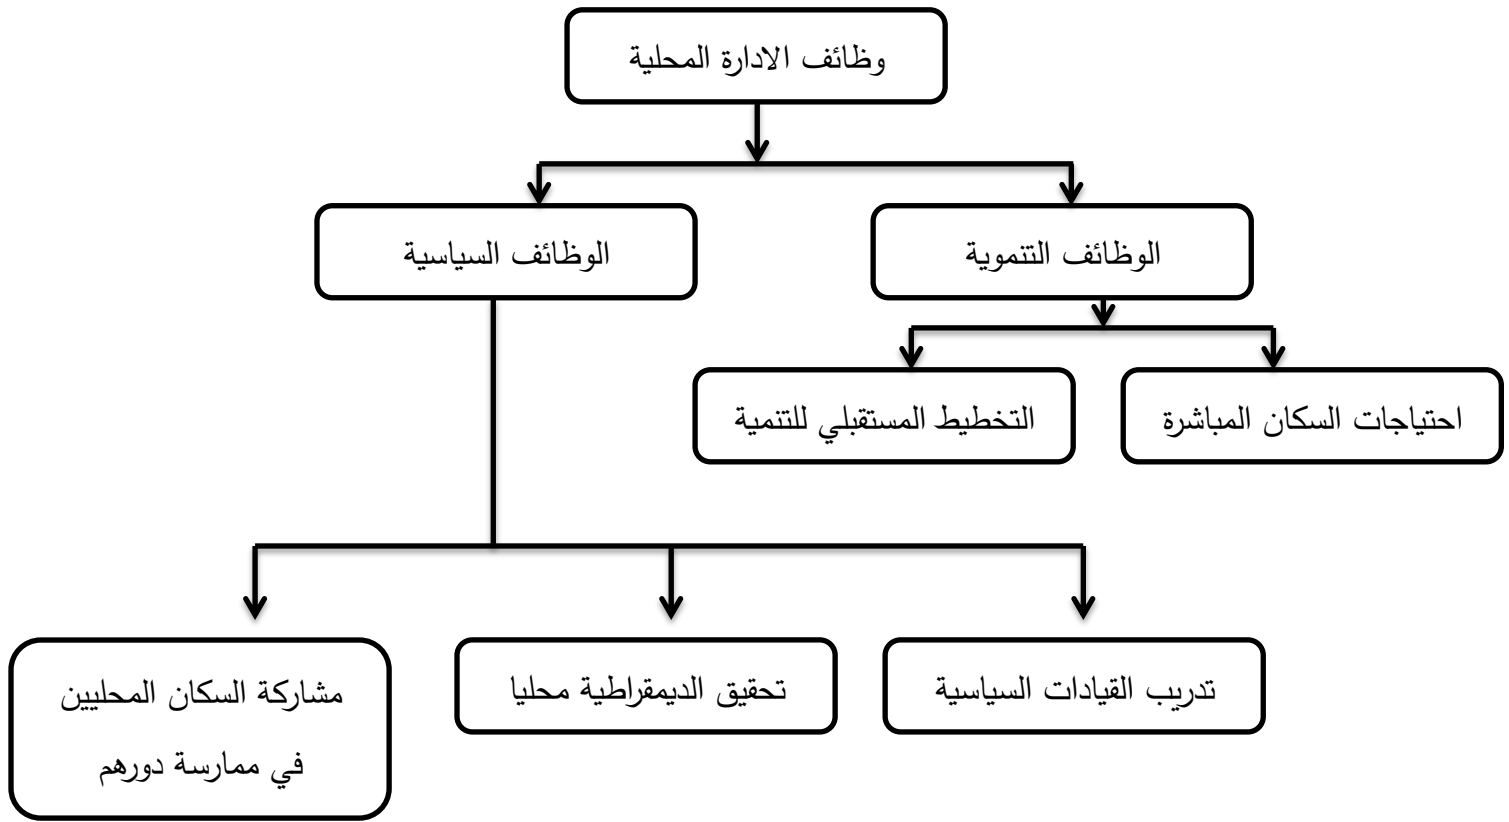 وظائف الادارة المحلية
الوظائف التنموية
الوظائف السياسية
احتياجات السكان المباشرة
التخطيط المستقبلي للتنمية
تدريب القيادات السياسية
تحقيق الديمقراطية محليا
مشاركة السكان المحليين
في ممارسة دورهم